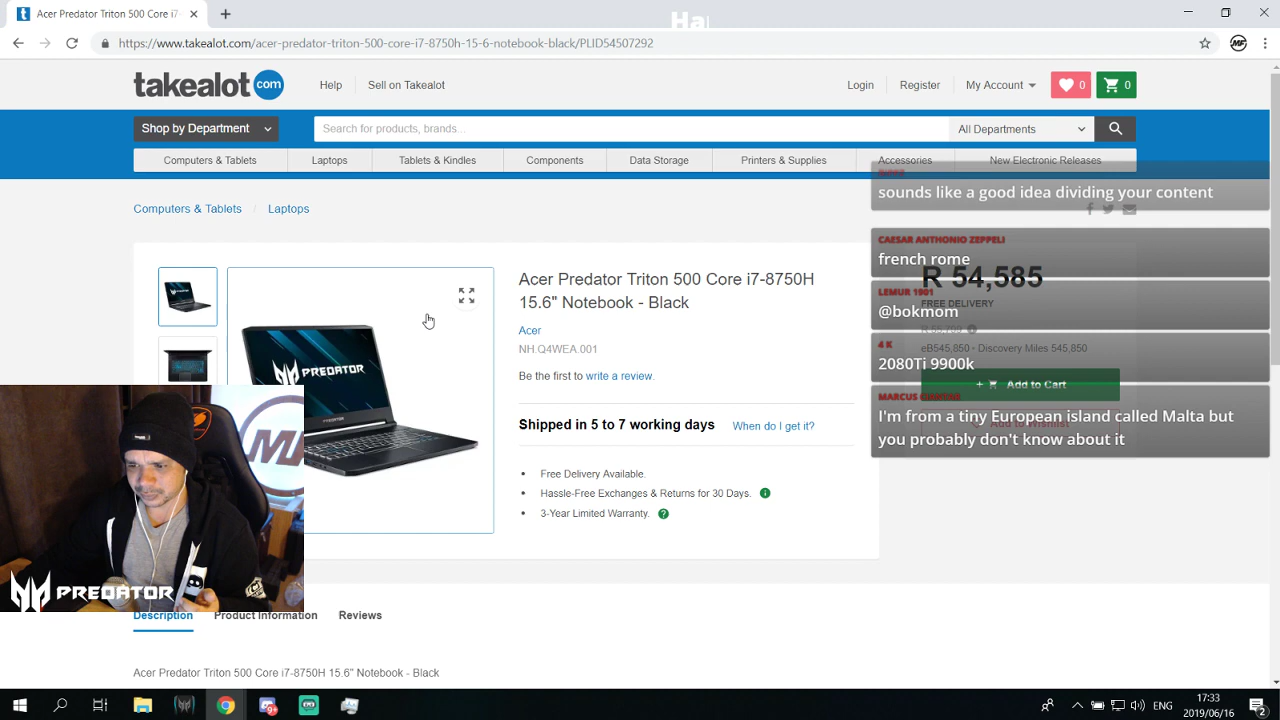 Acer Predator Triton 500 Core i7-8750H 15.6" Notebook - Black - T
Ha
https://www.takealot.com/acer-predator-triton-500-core-i7-8750h-15-6-notebook-black/PLID54507292
MF
takealot com
Help
Sell on Takealot
Login
Register
My Account
0
0
Shop by Department
Search for products, brands...
All Departments
Computers & Tablets
Laptops
Tablets & Kindles
Components
Data Storage
Printers & Supplies
Accessories
New Electronic Releases
sounds like a good idea dividing your content
Computers & Tablets / Laptops
CAESAR ANTHONIO ZEPPELI
french rome
Acer Predator Triton 500 Core i7-8750H
15.6" Notebook - Black
R 54,585
FREE DELIVERY
LEMUR 1901
@bokmom
Acer
NH.Q4WEA.001
eB545,850 • Discovery Miles 545,850
4 K
2080Ti 9900k
PREDATOR
Be the first to write a review.
+ Add to Cart
I'm from a tiny European island called Malta but
you probably don't know about it
Shipped in 5 to 7 working days
When do I get it?
Free Delivery Available.
Hassle-Free Exchanges & Returns for 30 Days.
3-Year Limited Warranty.
MF
PREDATOR
Description
Product Information
Reviews
Acer Predator Triton 500 Core i7-8750H 15.6" Notebook - Black
ENG
17:33
2019/06/16
2